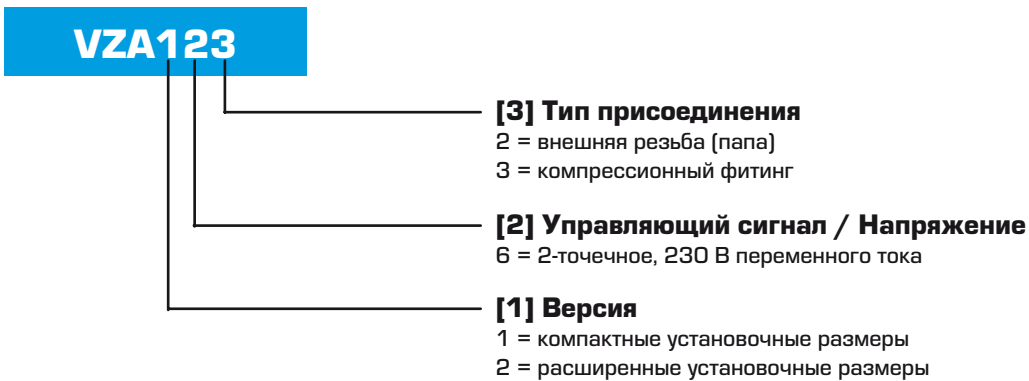 VZA123
[3] Тип присоединения
2 = внешняя резьба (папа)
3 = компрессионный фитинг
[2] Управляющий сигнал / Напряжение
6 = 2-точечное, 230 В переменного тока
[1] Версия
1 = компактные установочные размеры
2 = расширенные установочные размеры